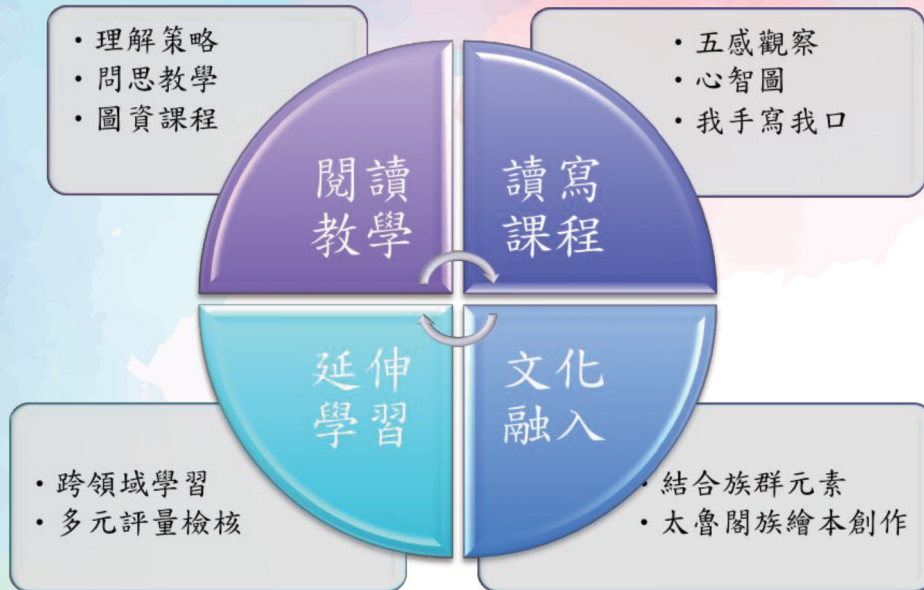 ・理解策略
・問思教學
・圖資課程
・五感觀察
・心智圖
・我手寫我口
閱讀
教學
讀寫
課程
延伸
學習
文化
融入
・跨領域學習
・多元評量檢核
・結合族群元素
・太魯閣族繪本創作